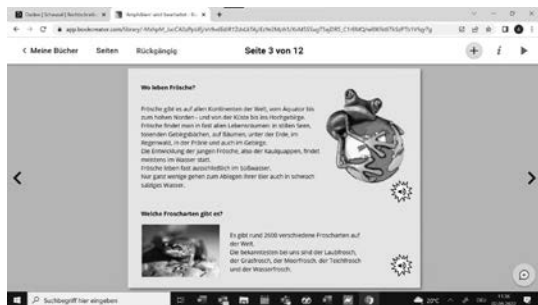 app.bookcreator.com
Meine Bücher
Seiten
Rückgängig
Seite 3 von 12
Wo leben Frösche?
Frösche gibt es auf allen Kontinenten der Welt, vom Äquator bis
zum hohen Norden - und von der Küste bis ins Hochgebirge.
Frösche findet man in fast allen Lebensräumen: in stillen Seen,
tosenden Gebirgsbächen, auf Bäumen, unter der Erde, im
Regenwald, in der Prärie und auch im Gebirge.
Die Entwicklung der jungen Frösche, also der Kaulquappen, findet
meistens im Wasser statt.
Frösche leben fast ausschließlich im Süßwasser.
Nur ganz wenige gehen zum Ablegen ihrer Eier auch in schwach
salziges Wasser.
Welche Froscharten gibt es?
Es gibt rund 2600 verschiedene Froscharten auf
der Welt.
Die bekanntesten bei uns sind der Laubfrosch,
der Grasfrosch, der Moorfrosch, der Teichfrosch
und der Wasserfrosch.
Suchbegriff hier eingeben
20°C
11:36